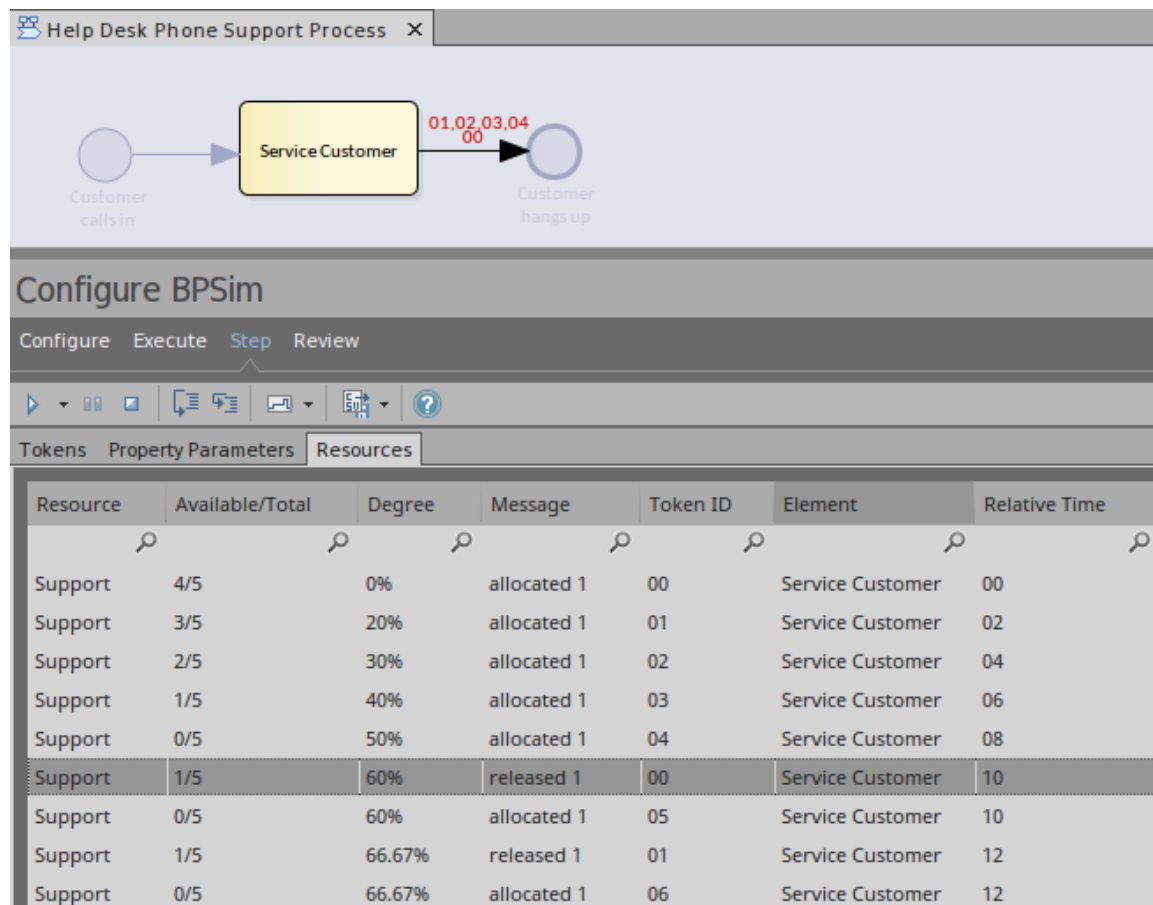 Help Desk Phone Support Process
01,02,03,04
00
Service Customer
Customer
calls in
Customer
hangs up
Configure BPSim
Configure Execute Step Review
Tokens Property Parameters Resources
Resource Available/Total Degree Message Token ID Element Relative Time
Support 4/5 0% allocated 1 00 Service Customer 00
Support 3/5 20% allocated 1 01 Service Customer 02
Support 2/5 30% allocated 1 02 Service Customer 04
Support 1/5 40% allocated 1 03 Service Customer 06
Support 0/5 50% allocated 1 04 Service Customer 08
Support 1/5 60% released 1 00 Service Customer 10
Support 0/5 60% allocated 1 05 Service Customer 10
Support 1/5 66.67% released 1 01 Service Customer 12
Support 0/5 66.67% allocated 1 06 Service Customer 12